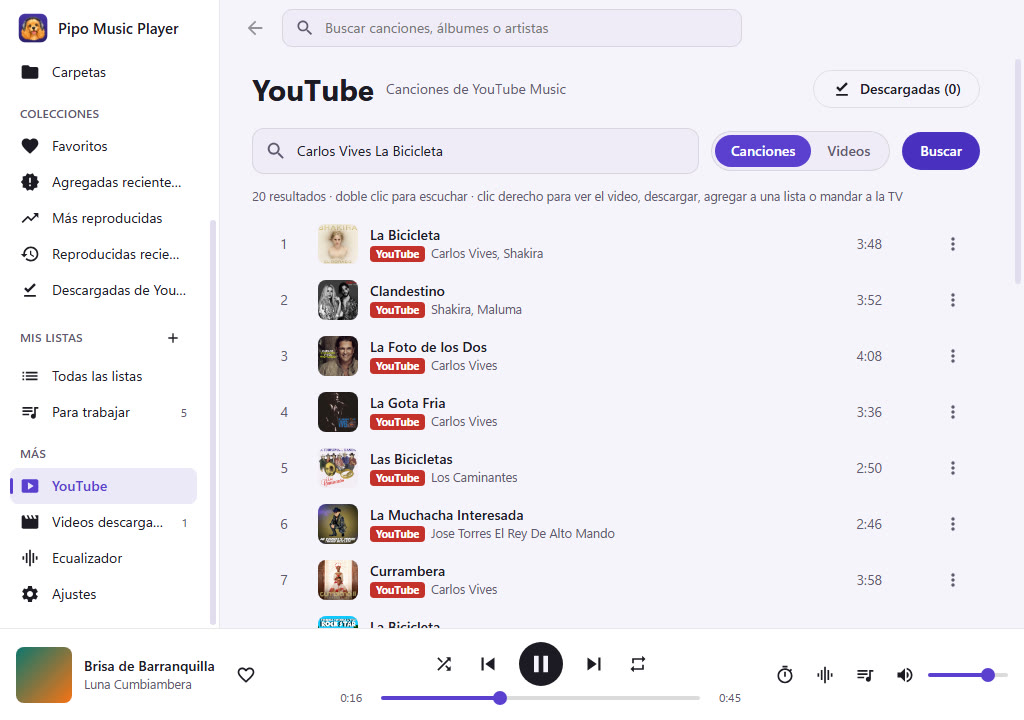 Pipo Music Player
Buscar canciones, álbumes o artistas
Carpetas
COLECCIONES
Favoritos
Agregadas reciente...
Más reproducidas
Reproducidas recie...
Descargadas de You...
MIS LISTAS
Todas las listas
Para trabajar 5
MÁS
YouTube
Videos descarga... 1
Ecualizador
Ajustes
YouTube Canciones de YouTube Music
Descargadas (0)
Carlos Vives La Bicicleta
Canciones Videos
Buscar
20 resultados · doble clic para escuchar · clic derecho para ver el video, descargar, agregar a una lista o mandar a la TV
1 La Bicicleta 3:48
YouTube Carlos Vives, Shakira
2 Clandestino 3:52
YouTube Shakira, Maluma
3 La Foto de los Dos 4:08
YouTube Carlos Vives
4 La Gota Fria 3:36
YouTube Carlos Vives
5 Las Bicicletas 2:50
YouTube Los Caminantes
6 La Muchacha Interesada 2:46
YouTube Jose Torres El Rey De Alto Mando
7 Currambera 3:58
YouTube Carlos Vives
La Bicicleta
Brisa de Barranquilla
Luna Cumbiambera
0:16 0:45